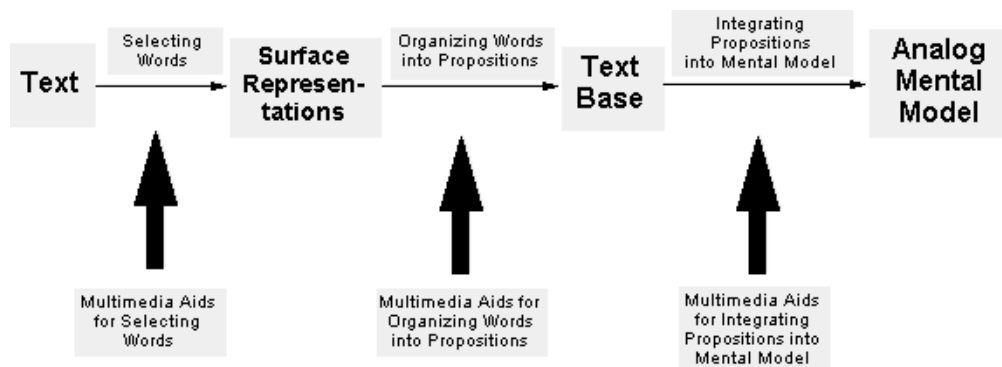 Selecting
Words
Organizing Words
into Propositions
Integrating
Propositions
into Mental Model
Text
Surface
Represen-
tations
Text
Base
Analog
Mental
Model
Multimedia Aids
for Selecting
Words
Multimedia Aids for
Organizing Words
into Propositions
Multimedia Aids
for Integrating
Propositions into
Mental Model